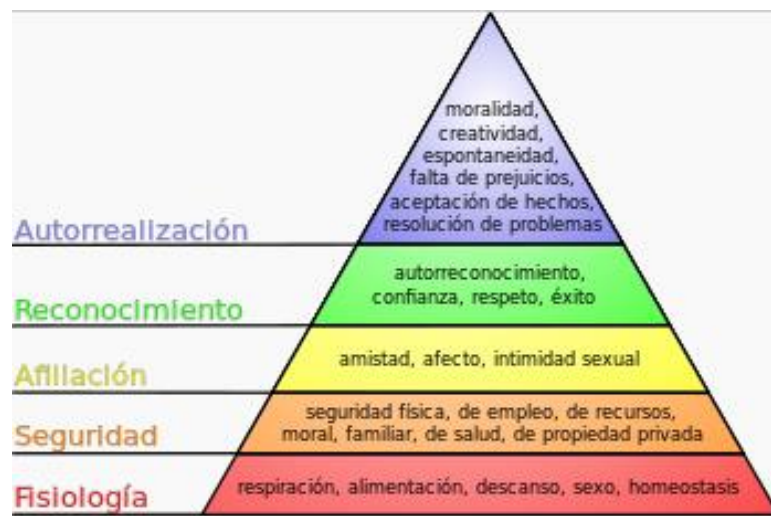 moralidad,
creatividad,
espontaneidad,
falta de prejuicios,
aceptación de hechos,
resolución de problemas
Autorrealización
autorreconocimiento,
confianza, respeto, éxito
Reconocimiento
amistad, afecto, intimidad sexual
Afiliación
seguridad física, de empleo, de recursos,
moral, familiar, de salud, de propiedad privada
Seguridad
respiración, alimentación, descanso, sexo, homeostasis
Fisiología